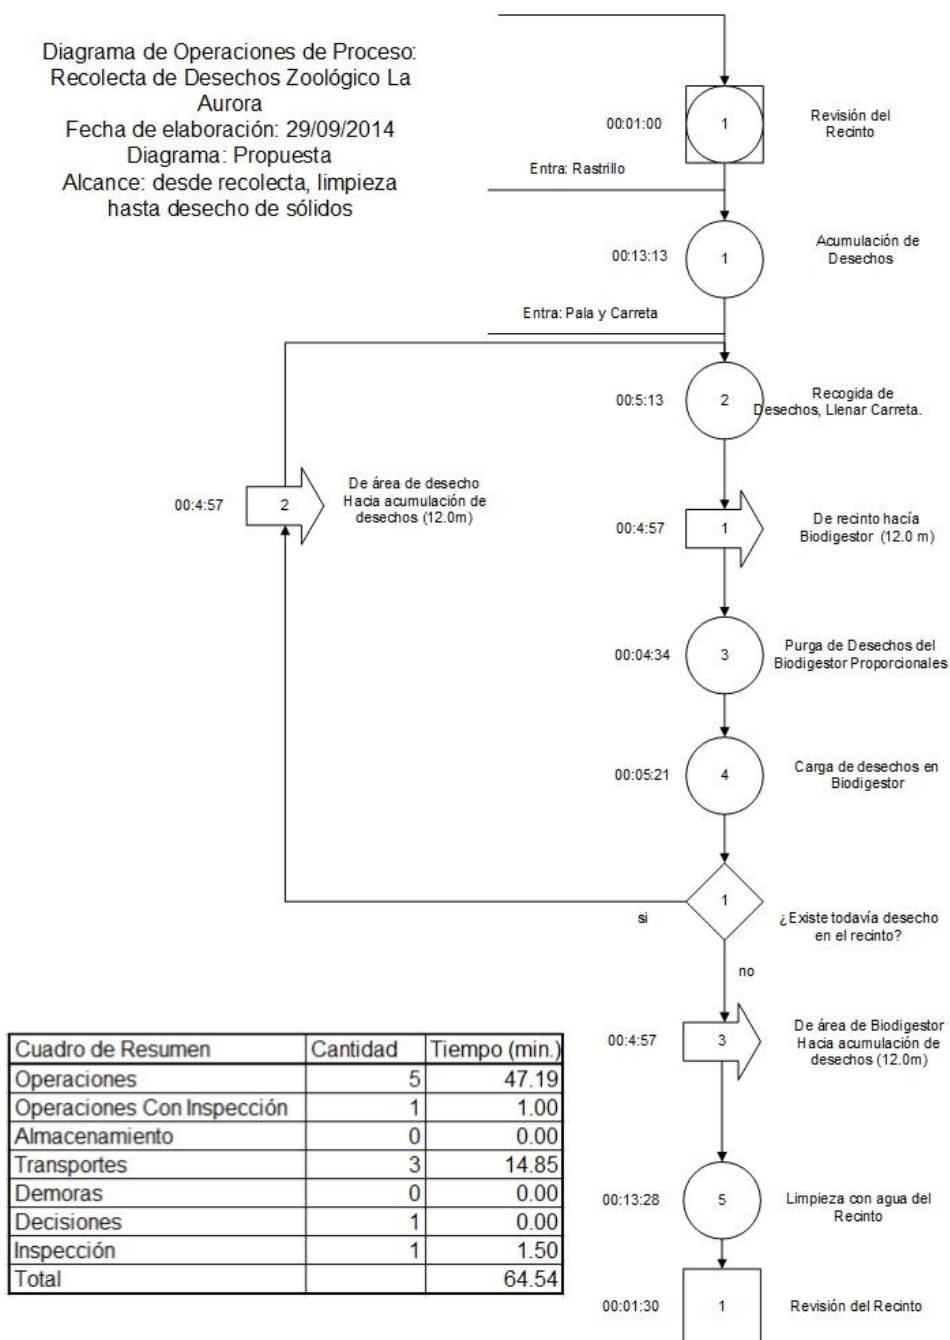 Diagrama de Operaciones de Proceso:
Recolecta de Desechos Zoológico La
Aurora
Fecha de elaboración: 29/09/2014
Diagrama: Propuesta
Alcance: desde recolecta, limpieza
hasta desecho de sólidos
00:01:00
1
Revisión del
Recinto
Entra: Rastrillo
00:13:13
1
Acumulación de
Desechos
Entra: Pala y Carreta
00:5:13
2
Recogida de
Desechos, Llenar Carreta.
00:4:57
2
De área de desecho
Hacia acumulación de
desechos (12.0m)
00:4:57
1
De recinto hacía
Biodigestor (12.0 m)
00:04:34
3
Purga de Desechos del
Biodigestor Proporcionales
00:05:21
4
Carga de desechos en
Biodigestor
si
1
¿Existe todavía desecho
en el recinto?
no
00:4:57
3
De área de Biodigestor
Hacia acumulación de
desechos (12.0m)
00:13:28
5
Limpieza con agua del
Recinto
00:01:30
1
Revisión del Recinto
Cuadro de Resumen Cantidad Tiempo (min.)
Operaciones 5 47.19
Operaciones Con Inspección 1 1.00
Almacenamiento 0 0.00
Transportes 3 14.85
Demoras 0 0.00
Decisiones 1 0.00
Inspección 1 1.50
Total 64.54